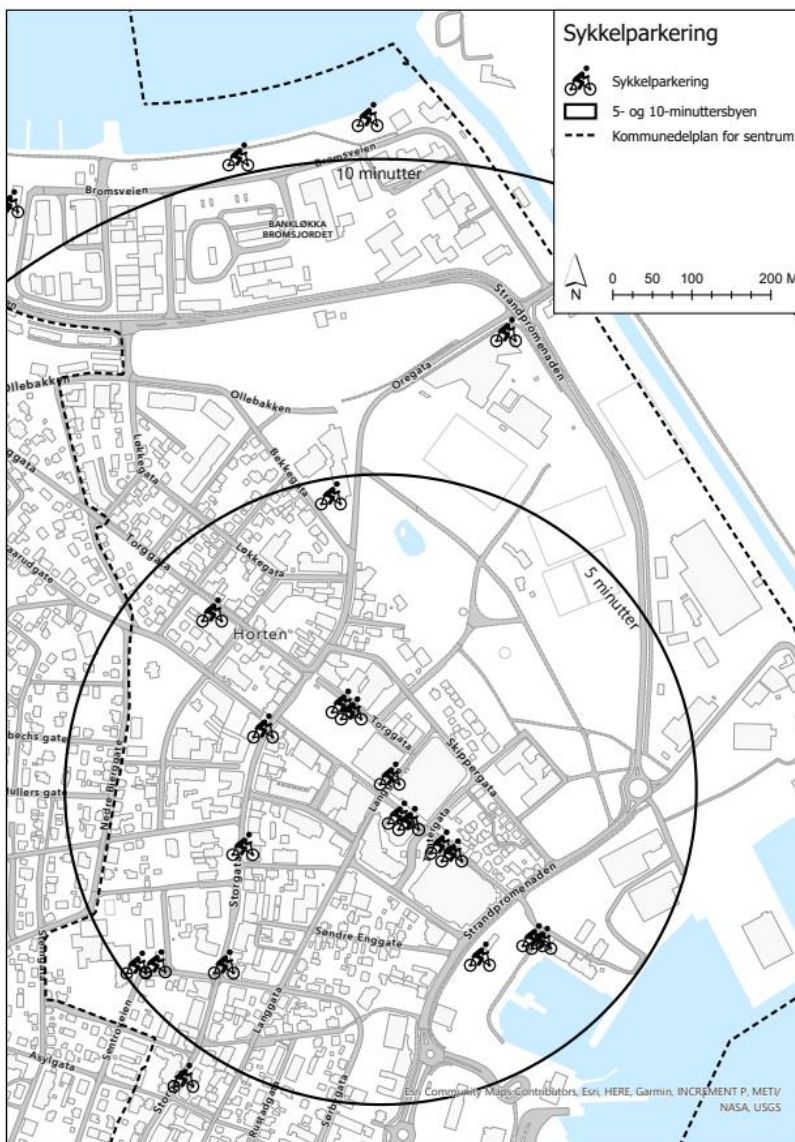 Sykkelparkering
Sykkelparkering
5- og 10-minuttersbyen
Kommunedelplan for sentrum
N
0 50 100 200 M
Bromsveien
10 minutter
Bromsveien
BANKLØKKA
BROMSJORDET
Strandpromenaden
Oregata
Ollebakken
Ollebakken
Løkkegata
Bekkegata
Torggata
Løkkegata
5 minutter
Horten
Torggata
Skippergata
Nedre Bjerggate
Storgata
Strandpromenaden
Søndre Enggate
Langgata
Sentroveien
Asylgata
Rustadgata
Esri Community Maps Contributors, Esri, HERE, Garmin, INCREMENT P, METI/
NASA, USGS